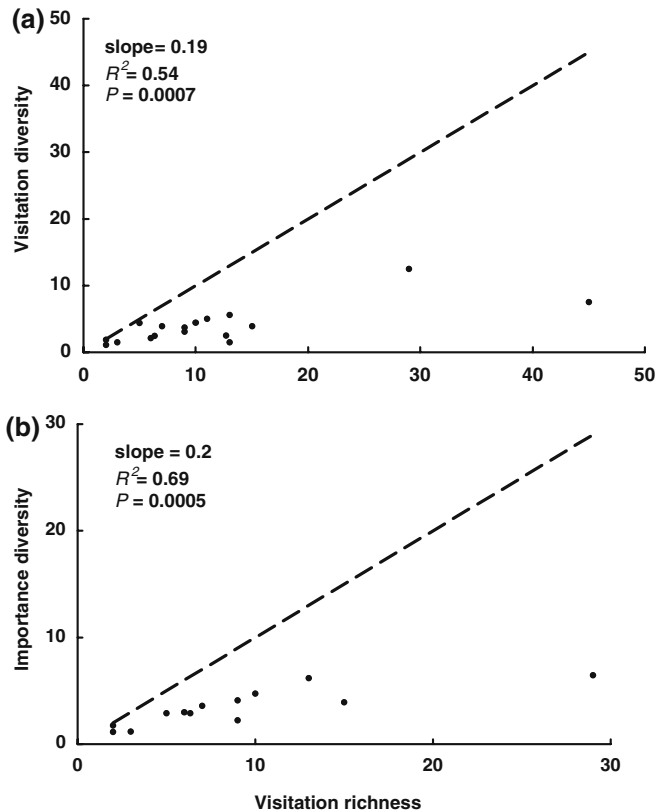 (a)
50
40
30
20
10
0
Visitation diversity
slope= 0.19
R²= 0.54
P = 0.0007
0 10 20 30 40 50
(b)
30
20
10
0
Importance diversity
slope = 0.2
R²= 0.69
P = 0.0005
0 10 20 30
Visitation richness